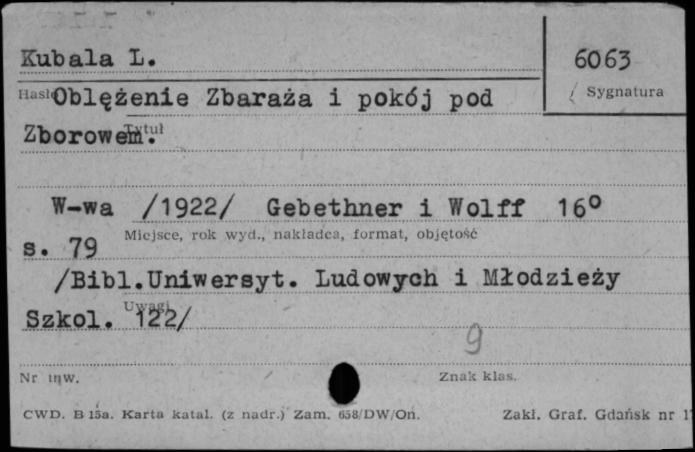 Kubala L.
6063
Hasło
Sygnatura
Oblężenie Zbaraża i pokój pod
Tytuł
Zborowem.
W-wa /1922/ Gebethner i Wolff 16°
Miejsce, rok wyd., nakładca, format, objętość
s. 79
/Bibl.Uniwersyt. Ludowych i Młodzieży
Uwagi
Szkol. 122/
9
Nr inw.
Znak klas.
CWD. B 15a. Karta katal. (z nadr.) Zam. 658/DW/On.
Zakł. Graf. Gdańsk nr